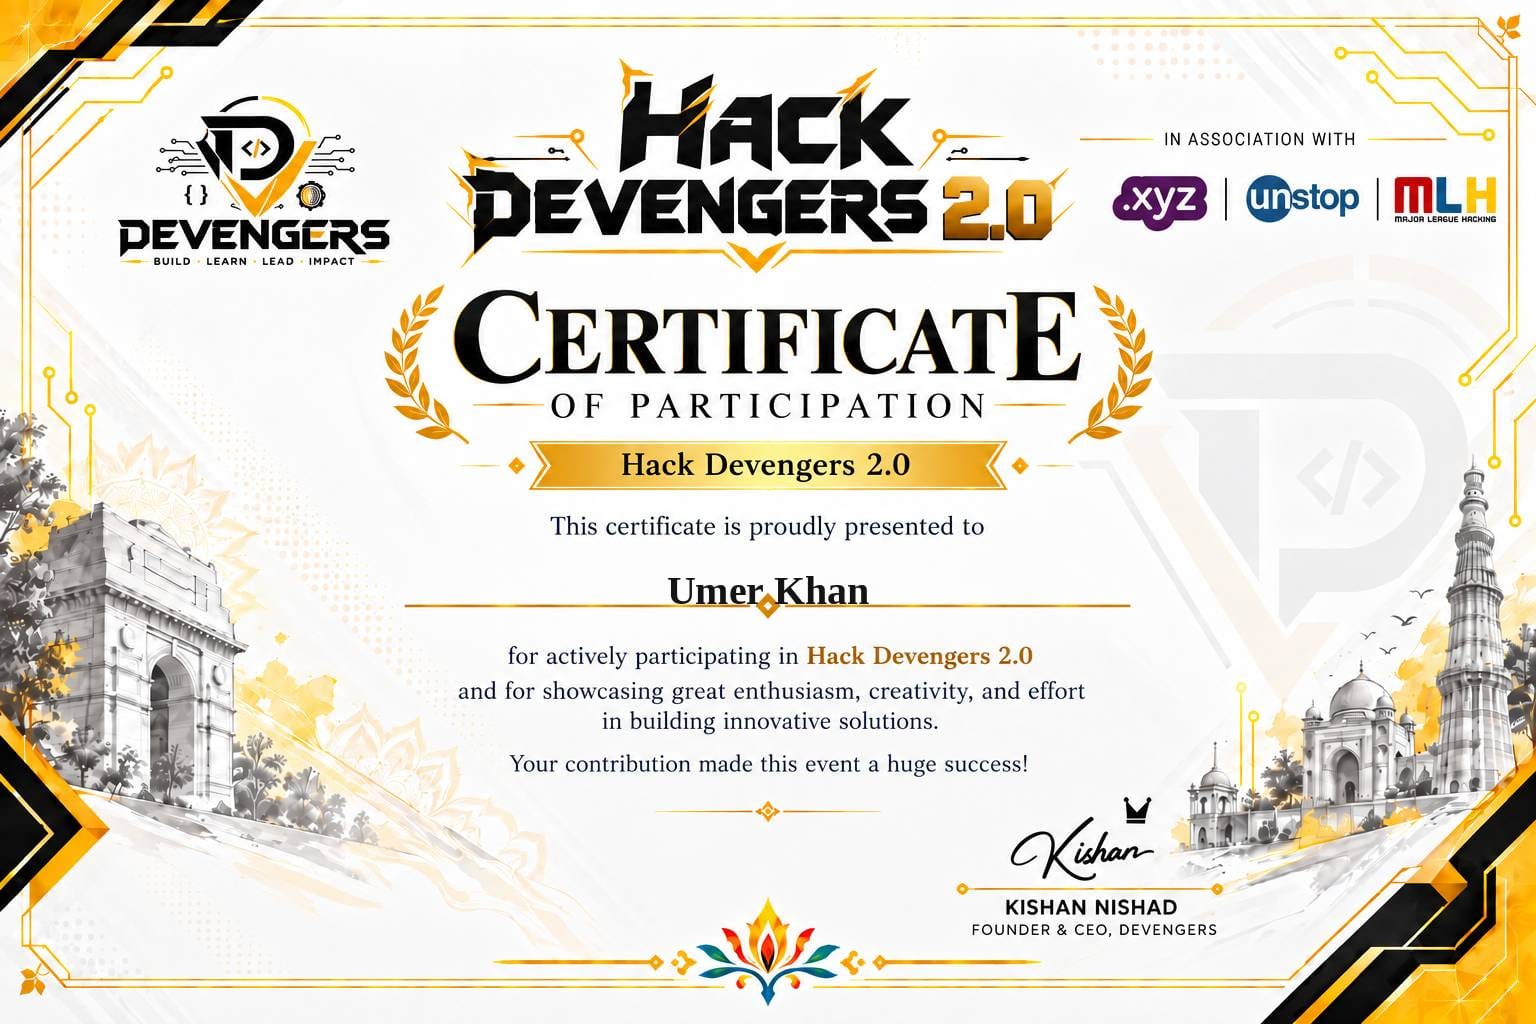 DEVENGERS
BUILD · LEARN · LEAD · IMPACT
HACK
DEVENGERS 2.0
IN ASSOCIATION WITH
.xyz
unstop
MLH
MAJOR LEAGUE HACKING
CERTIFICATE
OF PARTICIPATION
Hack Devengers 2.0
This certificate is proudly presented to
Umer Khan
for actively participating in Hack Devengers 2.0
and for showcasing great enthusiasm, creativity, and effort
in building innovative solutions.
Your contribution made this event a huge success!
Kishan
KISHAN NISHAD
FOUNDER & CEO, DEVENGERS